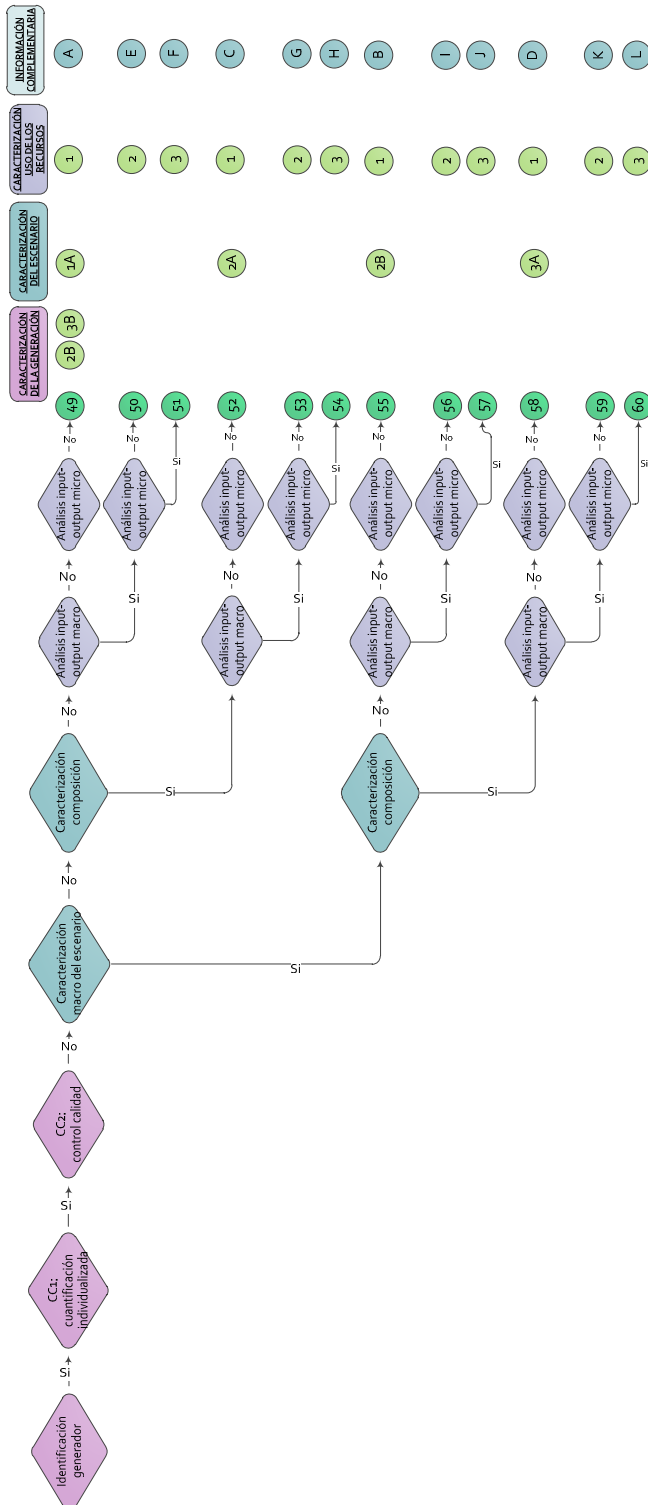 CARACTERIZACIÓN
DE LA GENERACIÓN
CARACTERIZACIÓN
DEL ESCENARIO
CARACTERIZACIÓN
USO DE LOS
RECURSOS
INFORMACIÓN
COMPLEMENTARIA
Identificación
generador
Si
CC1:
cuantificación
individualizada
Si
CC2:
control calidad
No
Caracterización
macro del escenario
No
Caracterización
composición
No
Análisis input-
output macro
No
Análisis input-
output micro
No
49
2B
3B
1A
1
A
Si
Análisis input-
output micro
No
50
2
E
Si
51
3
F
Si
Análisis input-
output macro
No
Análisis input-
output micro
No
52
2A
1
C
Si
Análisis input-
output micro
No
53
2
G
Si
54
3
H
Si
Caracterización
composición
No
Análisis input-
output macro
No
Análisis input-
output micro
No
55
2B
1
B
Si
Análisis input-
output micro
No
56
2
I
Si
57
3
J
Si
Análisis input-
output macro
No
Análisis input-
output micro
No
58
3A
1
D
Si
Análisis input-
output micro
No
59
2
K
Si
60
3
L